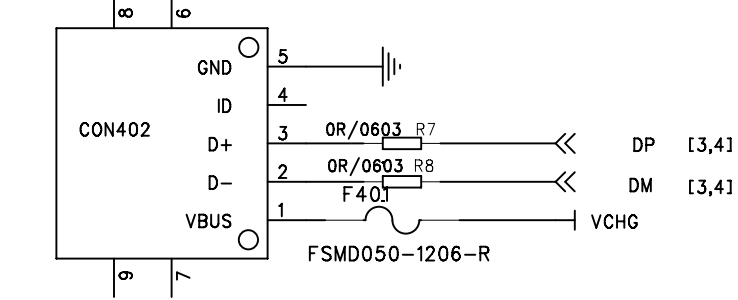 8 6
GND 5
ID 4
CON402
0R/0603 R7
D+ 3 DP [3,4]
0R/0603 R8
D- 2 DM [3,4]
F401
VBUS 1 VCHG
FSMD050-1206-R
9 7